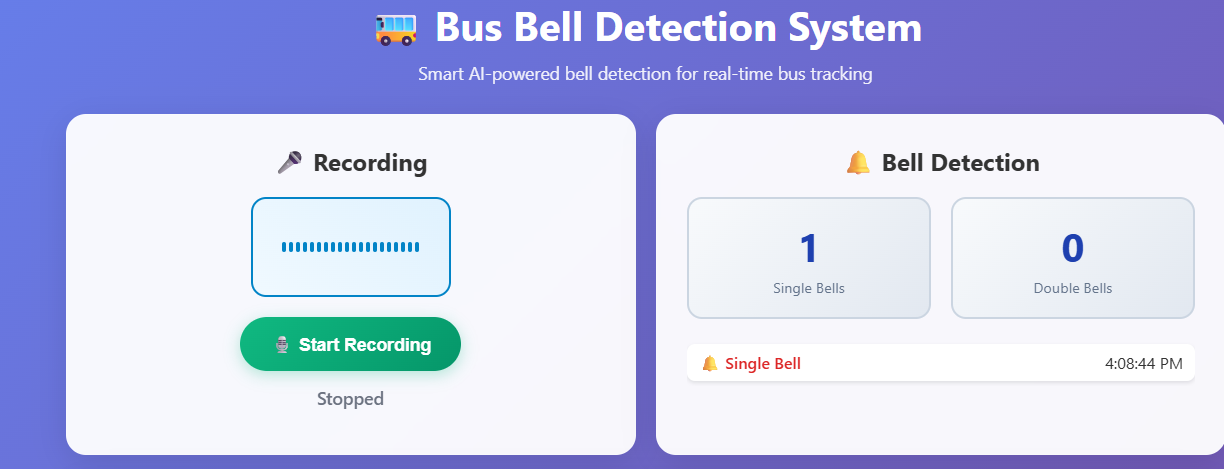 Bus Bell Detection System
Smart AI-powered bell detection for real-time bus tracking
Recording
Start Recording
Stopped
Bell Detection
1
Single Bells
0
Double Bells
Single Bell 4:08:44 PM